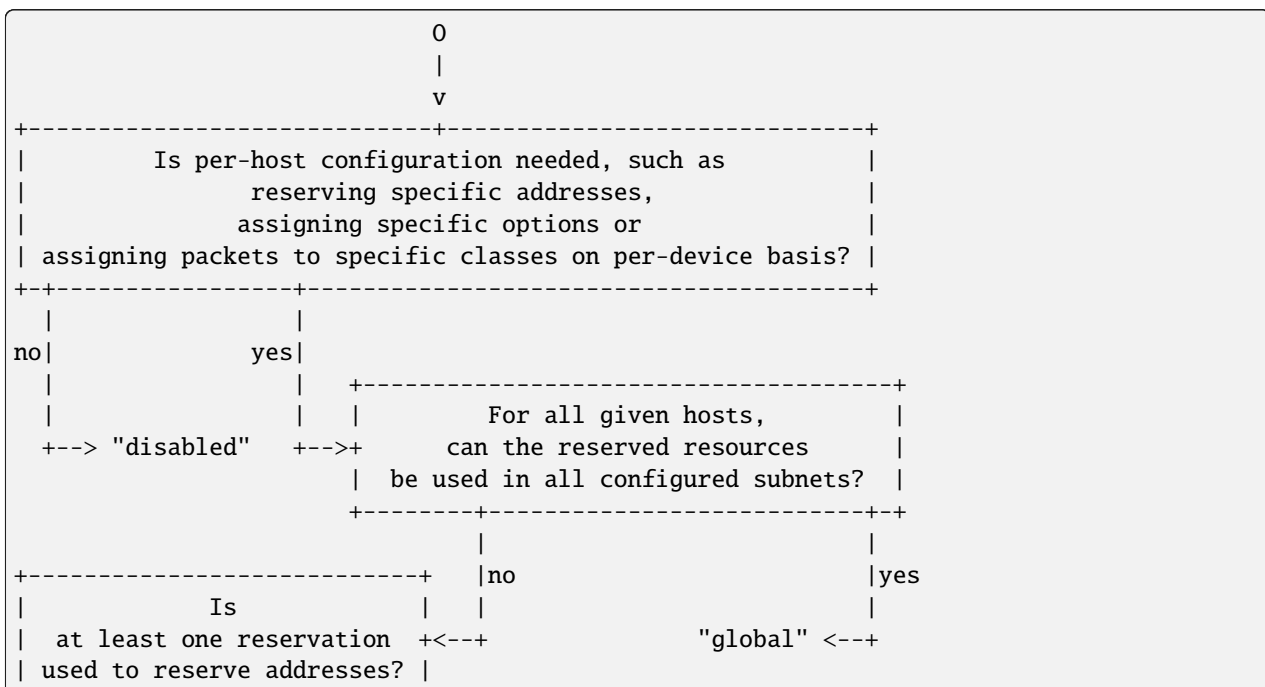 O
                              |
                              v
+-----------------------------+------------------------------+
|         Is per-host configuration needed, such as          |
|                reserving specific addresses,               |
|               assigning specific options or                |
| assigning packets to specific classes on per-device basis? |
+-+-----------------+----------------------------------------+
  |                 |
no|              yes|
  |                 |   +--------------------------------------+
  |                 |   |         For all given hosts,         |
  +--> "disabled"   +-->+      can the reserved resources      |
                        |  be used in all configured subnets?  |
                        +--------+---------------------------+-+
                                 |                           |
+----------------------------+   |no                         |yes
|             Is             |   |                           |
|  at least one reservation  +<--+               "global" <--+
| used to reserve addresses? |